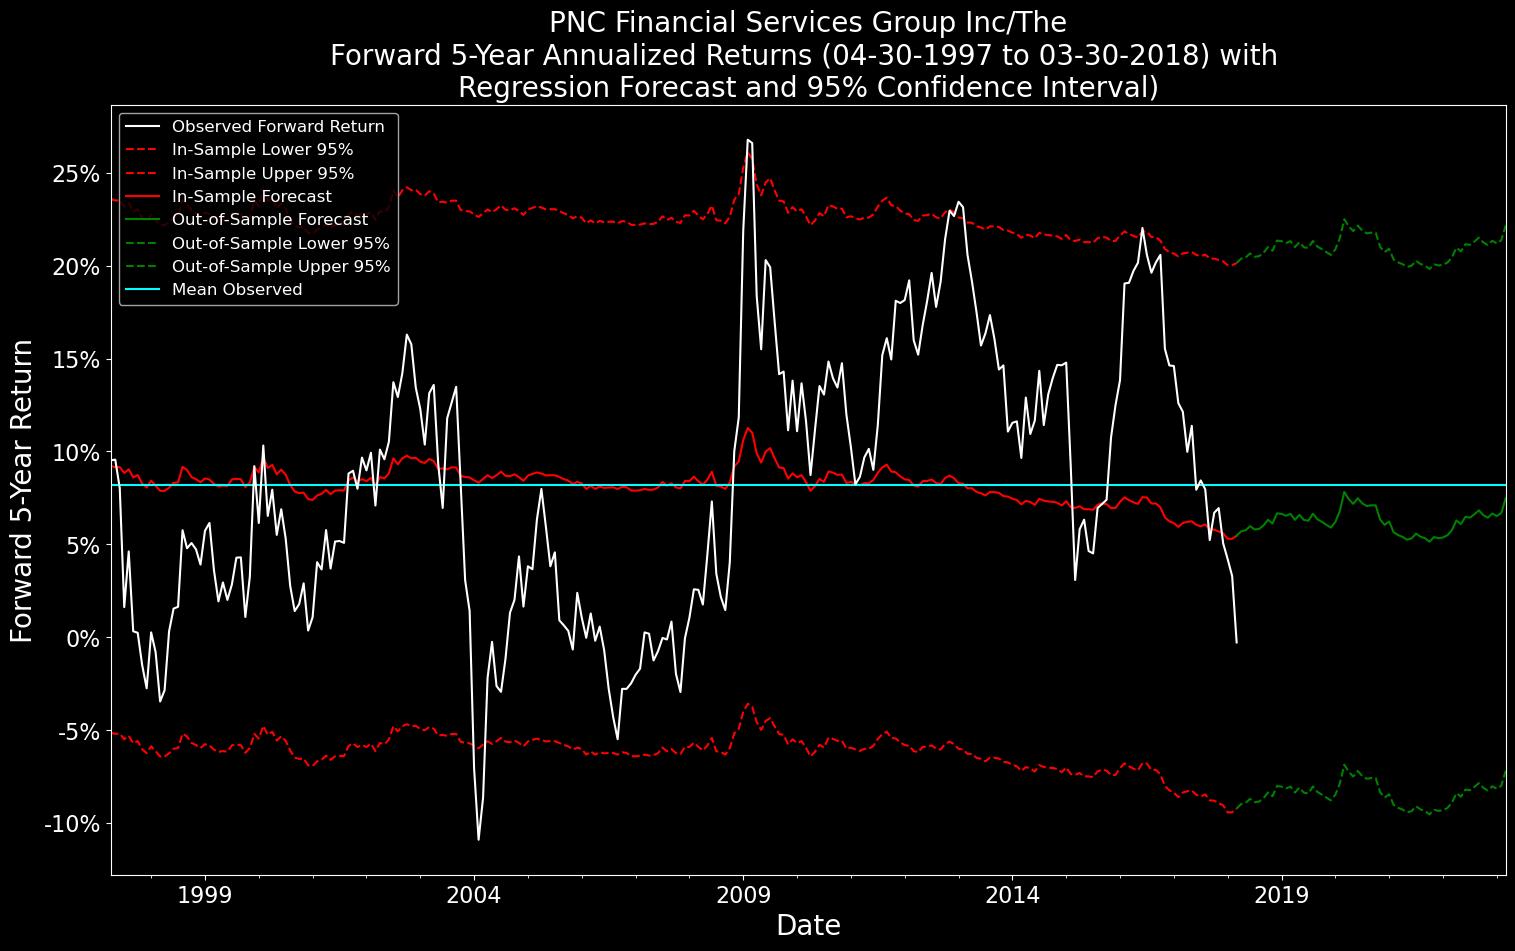 PNC Financial Services Group Inc/The
Forward 5-Year Annualized Returns (04-30-1997 to 03-30-2018) with
Regression Forecast and 95% Confidence Interval)
Observed Forward Return
In-Sample Lower 95%
In-Sample Upper 95%
In-Sample Forecast
Out-of-Sample Forecast
Out-of-Sample Lower 95%
Out-of-Sample Upper 95%
Mean Observed
Forward 5-Year Return
25%
20%
15%
10%
5%
0%
-5%
-10%
1999
2004
2009
2014
2019
Date